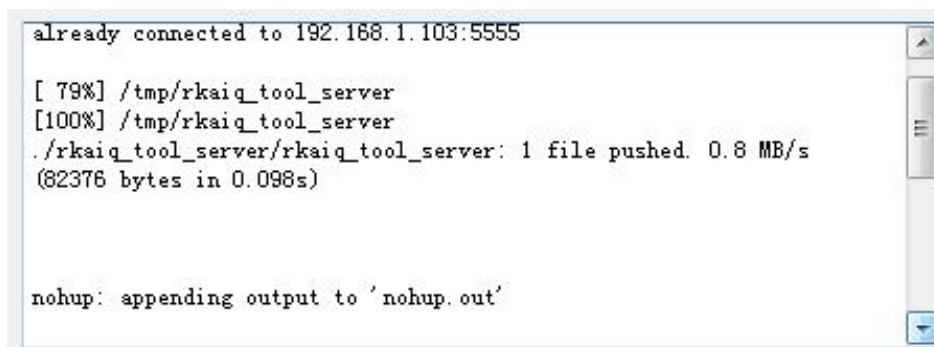 already connected to 192.168.1.103:5555
[ 79%] /tmp/rkaiq_tool_server
[100%] /tmp/rkaiq_tool_server
./rkaiq_tool_server/rkaiq_tool_server: 1 file pushed. 0.8 MB/s
(82376 bytes in 0.098s)
nohup: appending output to 'nohup.out'